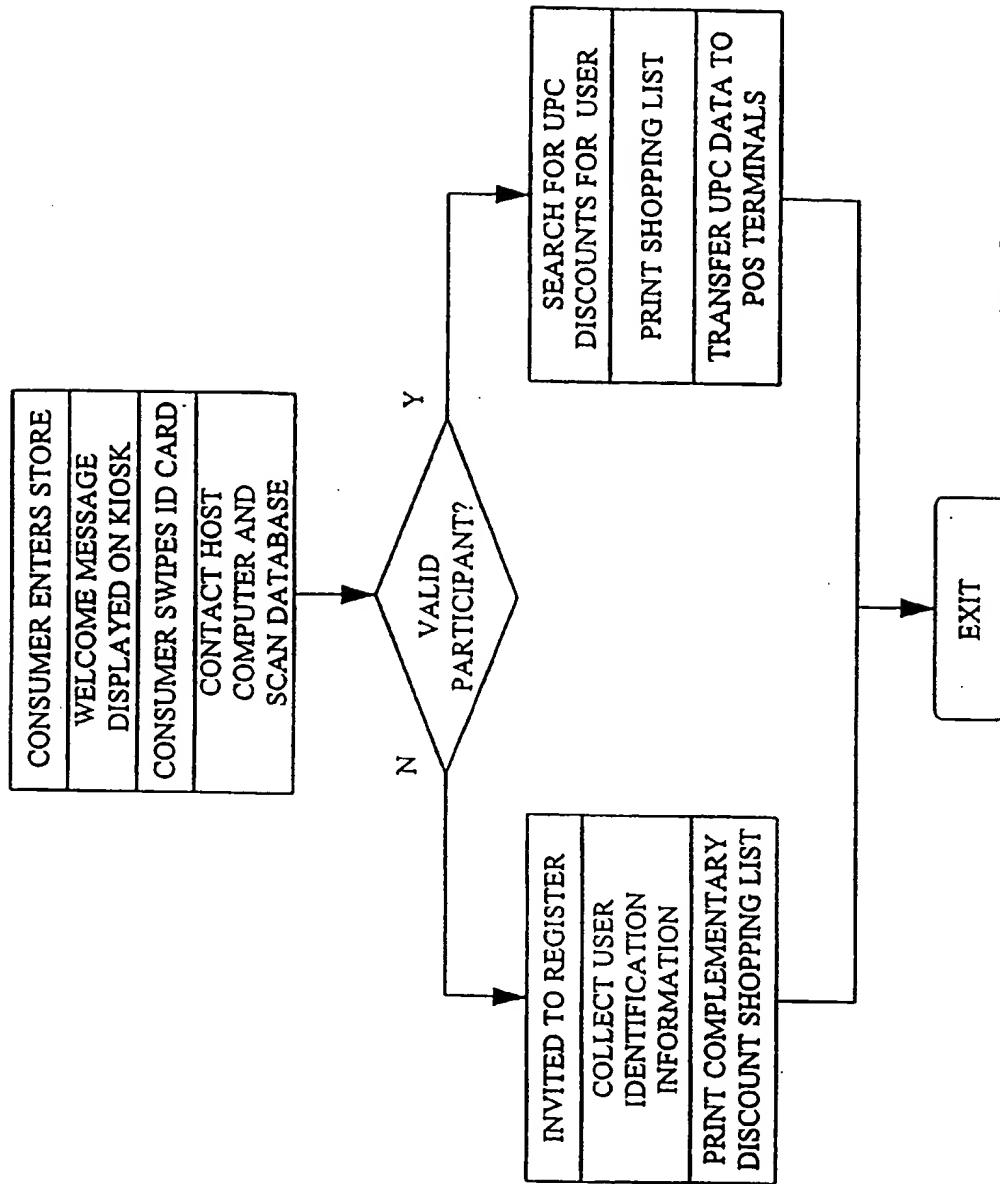 CONSUMER ENTERS STORE
WELCOME MESSAGE
DISPLAYED ON KIOSK
CONSUMER SWIPES ID CARD
CONTACT HOST
COMPUTER AND
SCAN DATABASE
VALID
PARTICIPANT?
N
Y
INVITED TO REGISTER
COLLECT USER
IDENTIFICATION
INFORMATION
PRINT COMPLEMENTARY
DISCOUNT SHOPPING LIST
SEARCH FOR UPC
DISCOUNTS FOR USER
PRINT SHOPPING LIST
TRANSFER UPC DATA TO
POS TERMINALS
EXIT